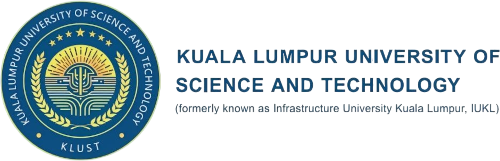 KUALA LUMPUR UNIVERSITY OF SCIENCE AND TECHNOLOGY
KLUST
KUALA LUMPUR UNIVERSITY OF
SCIENCE AND TECHNOLOGY
(formerly known as Infrastructure University Kuala Lumpur, IUKL)